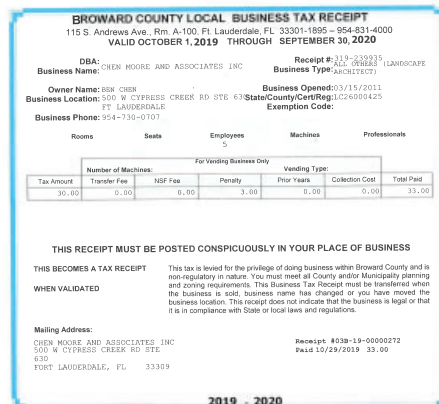 BROWARD COUNTY LOCAL BUSINESS TAX RECEIPT
115 S. Andrews Ave., Rm. A-100, Ft. Lauderdale, FL 33301-1895 – 954-831-4000
VALID OCTOBER 1, 2019 THROUGH SEPTEMBER 30, 2020
DBA:
Business Name: CHEN MOORE AND ASSOCIATES INC
Receipt #: 319-239935
Business Type: ALL OTHERS (LANDSCAPE ARCHITECT)
Owner Name: BEN CHEN
Business Opened: 03/15/2011
Business Location: 500 W CYPRESS CREEK RD STE 630
State/County/Cert/Reg: LC26000425
FT LAUDERDALE
Exemption Code:
Business Phone: 954-730-0707
Rooms Seats Employees Machines Professionals
5
For Vending Business Only
Number of Machines: Vending Type:
Tax Amount Transfer Fee NSF Fee Penalty Prior Years Collection Cost Total Paid
30.00 0.00 0.00 3.00 0.00 0.00 33.00
THIS RECEIPT MUST BE POSTED CONSPICUOUSLY IN YOUR PLACE OF BUSINESS
THIS BECOMES A TAX RECEIPT
WHEN VALIDATED
This tax is levied for the privilege of doing business within Broward County and is
non-regulatory in nature. You must meet all County and/or Municipality planning
and zoning requirements. This Business Tax Receipt must be transferred when
the business is sold, business name has changed or you have moved the
business location. This receipt does not indicate that the business is legal or that
it is in compliance with State or local laws and regulations.
Mailing Address:
CHEN MOORE AND ASSOCIATES INC
500 W CYPRESS CREEK RD STE
630
FORT LAUDERDALE, FL 33309
Receipt #03B-19-00000272
Paid 10/29/2019 33.00
2019 - 2020